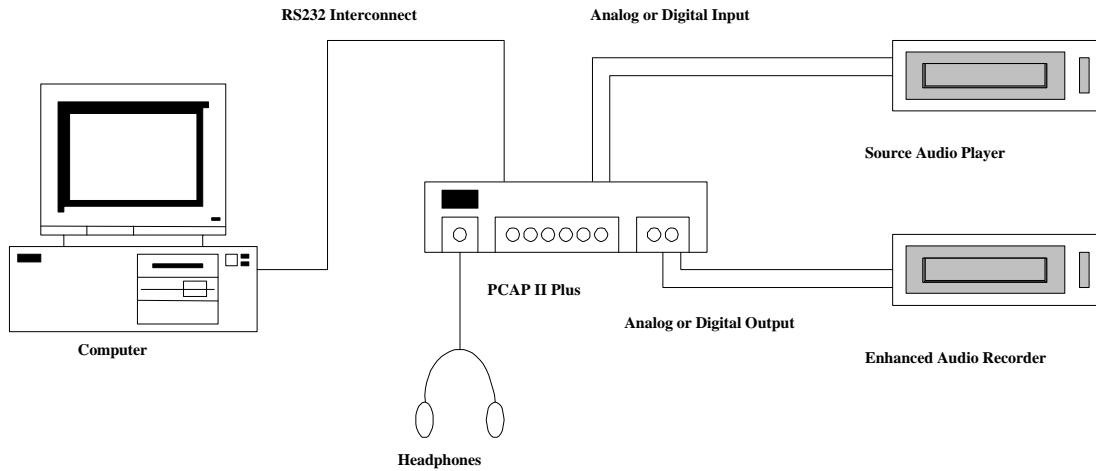 RS232 Interconnect
Analog or Digital Input
Source Audio Player
PCAP II Plus
Analog or Digital Output
Computer
Enhanced Audio Recorder
Headphones